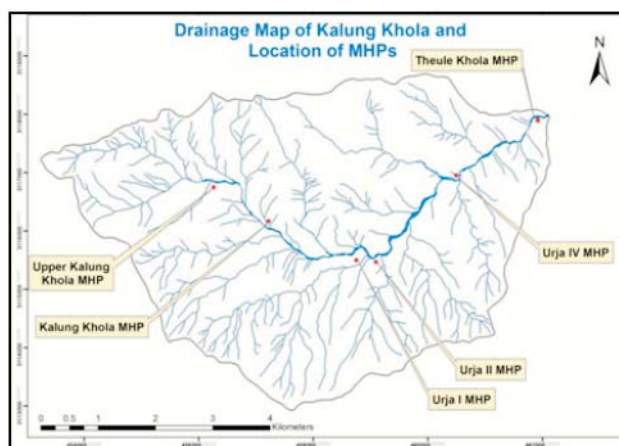 Drainage Map of Kalung Khola and
Location of MHPs
N
Theule Khola MHP
Urja IV MHP
Upper Kalung
Khola MHP
Kalung Khola MHP
Urja II MHP
Urja I MHP
0 0.5 1 2 3 4
Kilometers